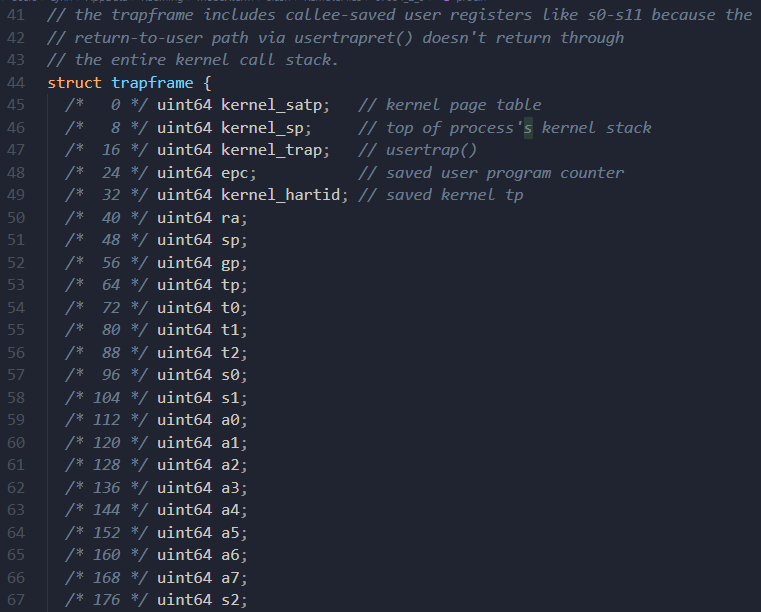 41 // the trapframe includes callee-saved user registers like s0-s11 because the
42 // return-to-user path via usertrapret() doesn't return through
43 // the entire kernel call stack.
44 struct trapframe {
45 /*   0 */ uint64 kernel_satp;   // kernel page table
46 /*   8 */ uint64 kernel_sp;     // top of process's kernel stack
47 /*  16 */ uint64 kernel_trap;   // usertrap()
48 /*  24 */ uint64 epc;           // saved user program counter
49 /*  32 */ uint64 kernel_hartid; // saved kernel tp
50 /*  40 */ uint64 ra;
51 /*  48 */ uint64 sp;
52 /*  56 */ uint64 gp;
53 /*  64 */ uint64 tp;
54 /*  72 */ uint64 t0;
55 /*  80 */ uint64 t1;
56 /*  88 */ uint64 t2;
57 /*  96 */ uint64 s0;
58 /* 104 */ uint64 s1;
59 /* 112 */ uint64 a0;
60 /* 120 */ uint64 a1;
61 /* 128 */ uint64 a2;
62 /* 136 */ uint64 a3;
63 /* 144 */ uint64 a4;
64 /* 152 */ uint64 a5;
65 /* 160 */ uint64 a6;
66 /* 168 */ uint64 a7;
67 /* 176 */ uint64 s2;